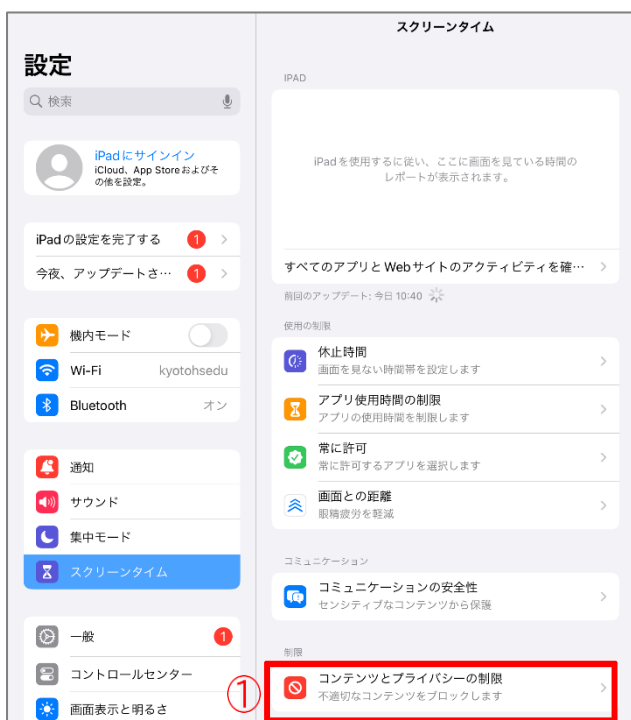 設定
検索
iPadにサインイン
iCloud、App Storeおよびそ
の他を設定。
iPadの設定を完了する 1
今夜、アップデートさ… 1
機内モード
Wi-Fi kyotohsedu
Bluetooth オン
通知
サウンド
集中モード
スクリーンタイム
一般 1
コントロールセンター
画面表示と明るさ
スクリーンタイム
IPAD
iPadを使用するに従い、ここに画面を見ている時間の
レポートが表示されます。
すべてのアプリとWebサイトのアクティビティを確…
前回のアップデート: 今日 10:40
使用の制限
休止時間
画面を見ない時間帯を設定します
アプリ使用時間の制限
アプリの使用時間を制限します
常に許可
常に許可するアプリを選択します
画面との距離
眼精疲労を軽減
コミュニケーション
コミュニケーションの安全性
センシティブなコンテンツから保護
制限
①
コンテンツとプライバシーの制限
不適切なコンテンツをブロックします